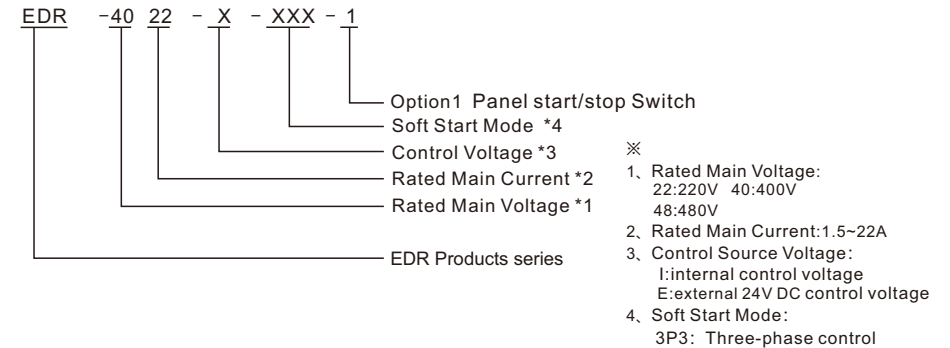 EDR -40 22 - X - XXX - 1
Option1 Panel start/stop Switch
Soft Start Mode *4
Control Voltage *3
Rated Main Current *2
Rated Main Voltage *1
EDR Products series
※
1、Rated Main Voltage:
22:220V 40:400V
48:480V
2、Rated Main Current:1.5~22A
3、Control Source Voltage:
I:internal control voltage
E:external 24V DC control voltage
4、Soft Start Mode:
3P3: Three-phase control